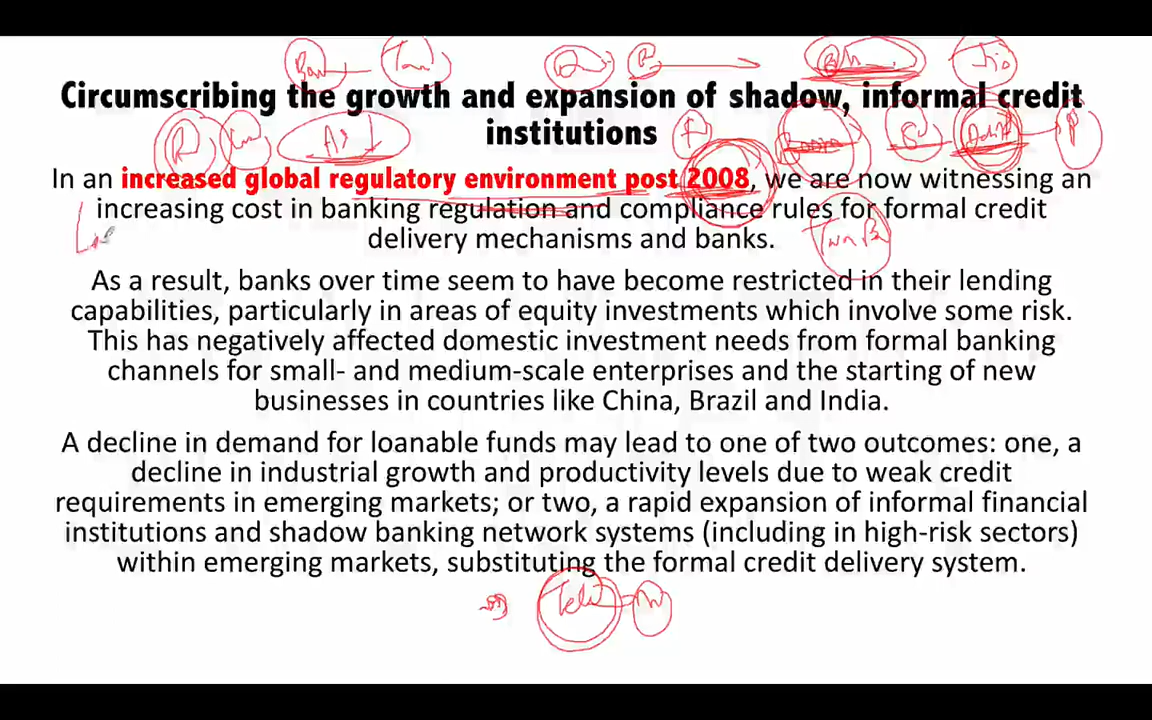 Jio
Circumscribing the growth and expansion of shadow, informal credit
institutions
In an increased global regulatory environment post 2008, we are now witnessing an
increasing cost in banking regulation and compliance rules for formal credit
delivery mechanisms and banks.
As a result, banks over time seem to have become restricted in their lending
capabilities, particularly in areas of equity investments which involve some risk.
This has negatively affected domestic investment needs from formal banking
channels for small- and medium-scale enterprises and the starting of new
businesses in countries like China, Brazil and India.
A decline in demand for loanable funds may lead to one of two outcomes: one, a
decline in industrial growth and productivity levels due to weak credit
requirements in emerging markets; or two, a rapid expansion of informal financial
institutions and shadow banking network systems (including in high-risk sectors)
within emerging markets, substituting the formal credit delivery system.